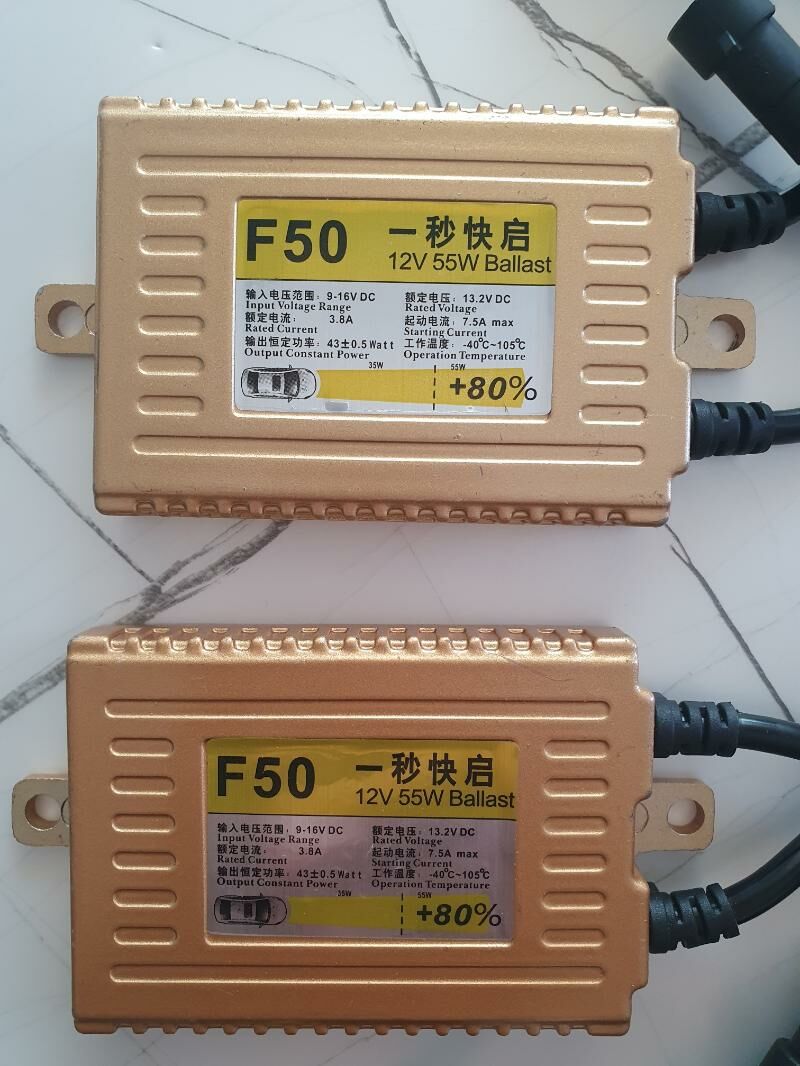 F50 一秒快启
12V 55W Ballast
输入电压范围: 9-16V DC
Input Voltage Range
额定电流: 3.8A
Rated Current
输出恒定功率: 43±0.5Watt
Output Constant Power
额定电压: 13.2V DC
Rated Voltage
起动电流: 7.5A max
Starting Current
工作温度: -40℃~105℃
Operation Temperature
35W 55W
+80%
F50 一秒快启
12V 55W Ballast
输入电压范围: 9-16V DC
Input Voltage Range
额定电流: 3.8A
Rated Current
输出恒定功率: 43±0.5Watt
Output Constant Power
额定电压: 13.2V DC
Rated Voltage
起动电流: 7.5A max
Starting Current
工作温度: -40℃~105℃
Operation Temperature
35W 55W
+80%